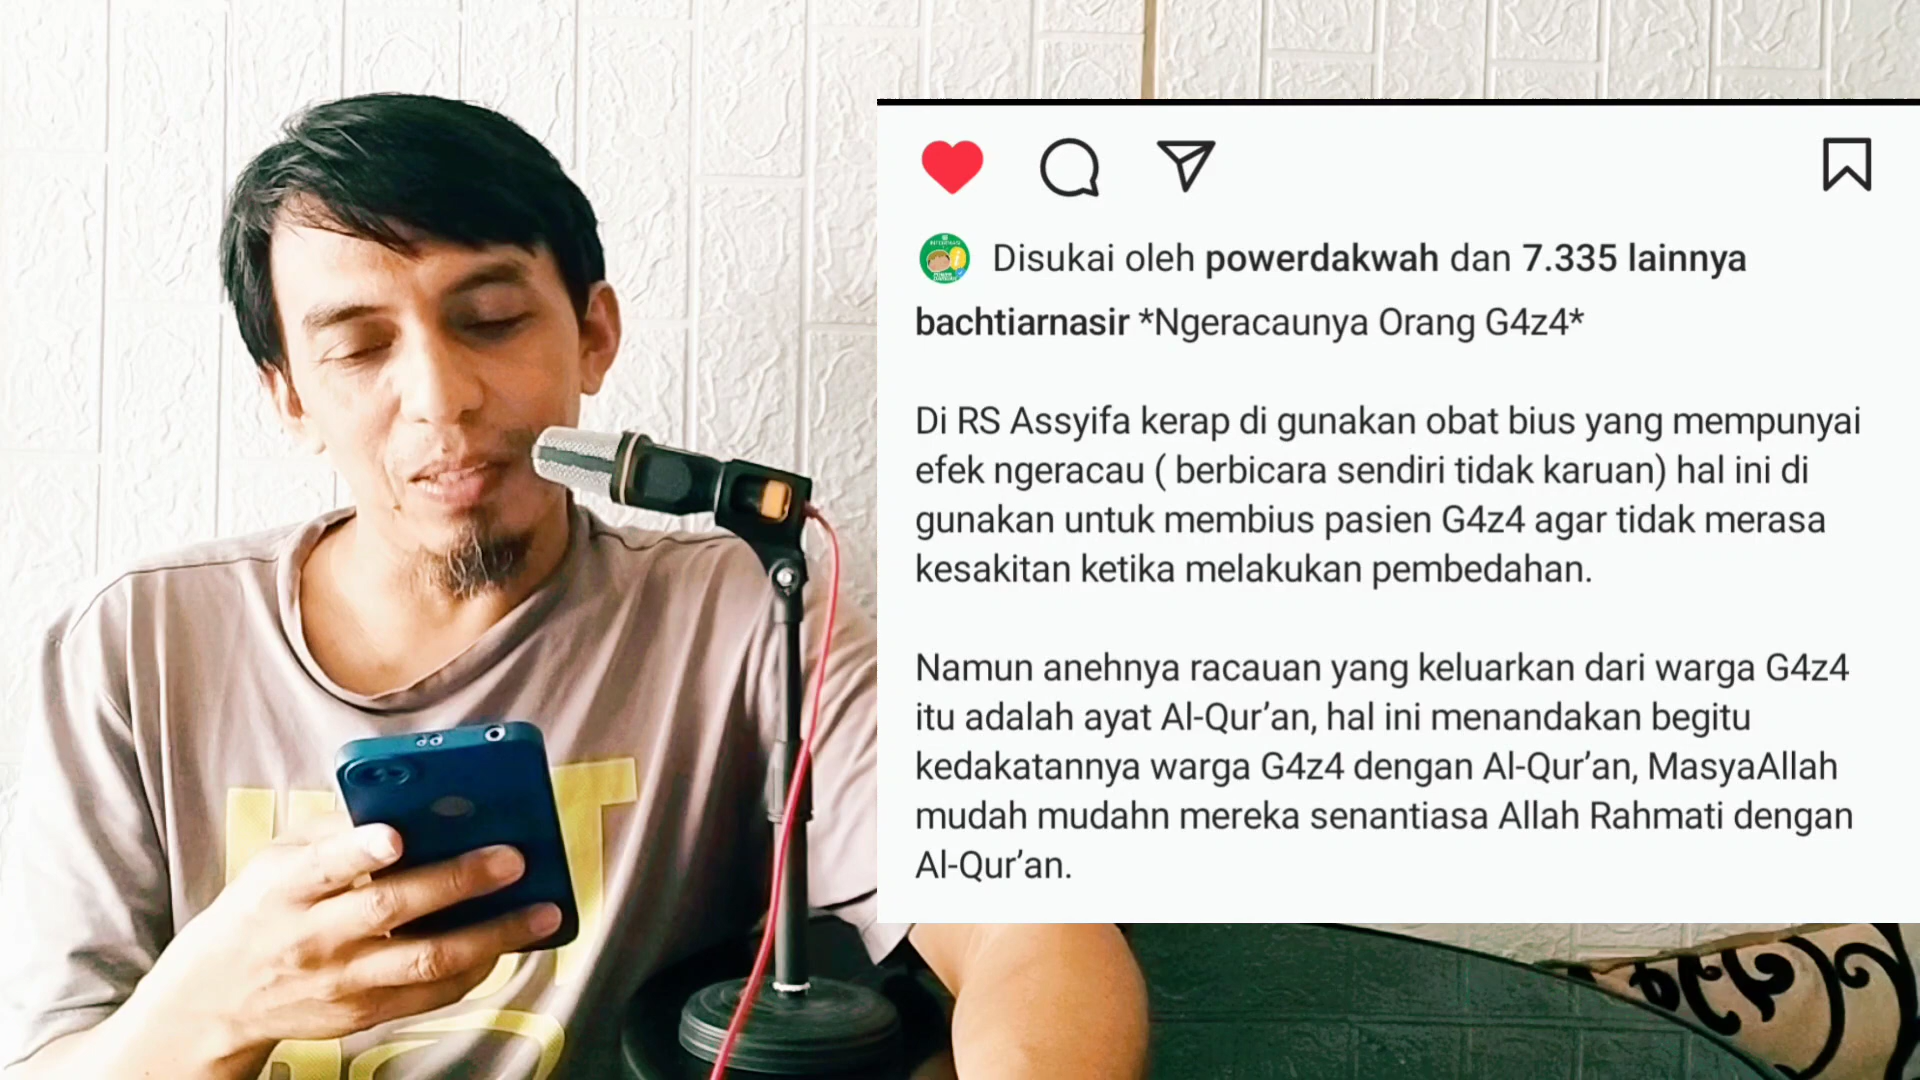 Disukai oleh powerdakwah dan 7.335 lainnya
bachtiarnasir *Ngeracaunya Orang G4z4*
Di RS Assyifa kerap di gunakan obat bius yang mempunyai
efek ngeracau ( berbicara sendiri tidak karuan) hal ini di
gunakan untuk membius pasien G4z4 agar tidak merasa
kesakitan ketika melakukan pembedahan.
Namun anehnya racauan yang keluarkan dari warga G4z4
itu adalah ayat Al-Qur’an, hal ini menandakan begitu
kedakatannya warga G4z4 dengan Al-Qur’an, MasyaAllah
mudah mudahn mereka senantiasa Allah Rahmati dengan
Al-Qur’an.